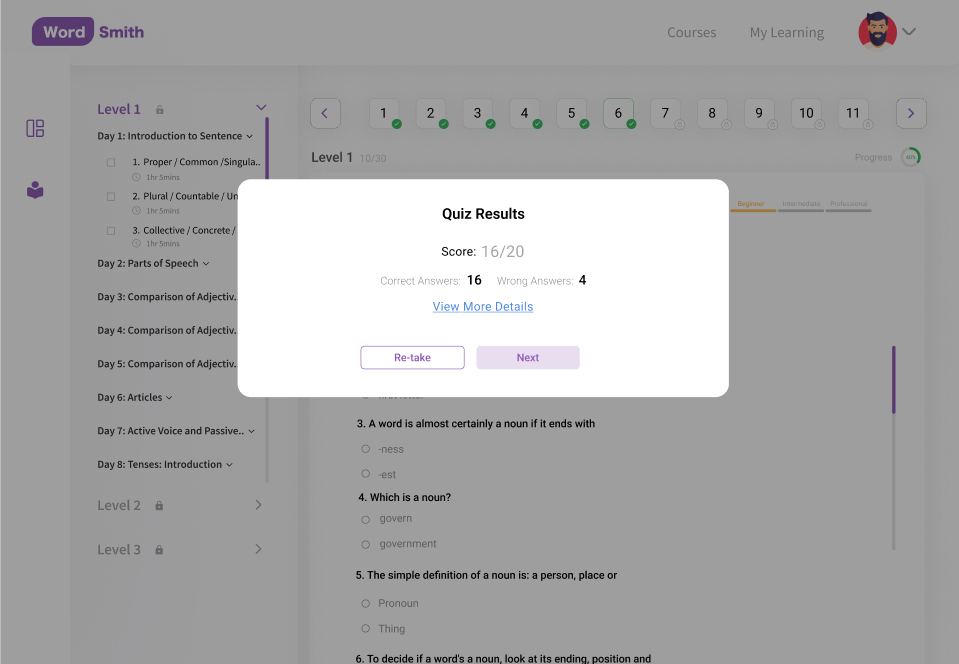 Word Smith
Courses
My Learning
Level 1
Day 1: Introduction to Sentence
1. Proper / Common /Singula..
1hr 5mins
2. Plural / Countable / Un
1hr 5mins
3. Collective / Concrete /
1hr 5mins
Day 2: Parts of Speech
Day 3: Comparison of Adjectiv.
Day 4: Comparison of Adjectiv.
Day 5: Comparison of Adjectiv.
Day 6: Articles
Day 7: Active Voice and Passive..
Day 8: Tenses: Introduction
Level 2
Level 3
1 2 3 4 5 6 7 8 9 10 11
Level 1 10/30
Progress 40%
Beginner Intermediate Professional
Quiz Results
Score: 16/20
Correct Answers: 16 Wrong Answers: 4
View More Details
Re-take
Next
3. A word is almost certainly a noun if it ends with
-ness
-est
4. Which is a noun?
govern
government
5. The simple definition of a noun is: a person, place or
Pronoun
Thing
6. To decide if a word's a noun, look at its ending, position and